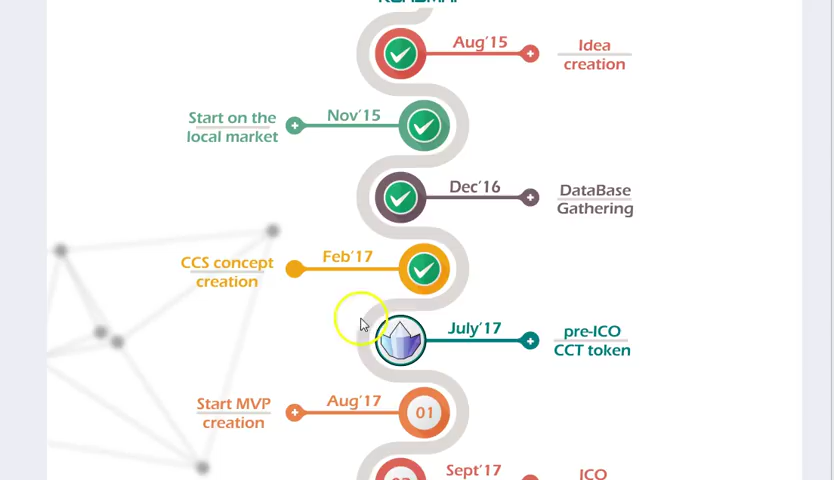 ROADMAP
Aug'15
Idea
creation
Start on the
local market
Nov'15
Dec'16
DataBase
Gathering
CCS concept
creation
Feb'17
July'17
pre-ICO
CCT token
Start MVP
creation
Aug'17
01
Sept'17
ICO